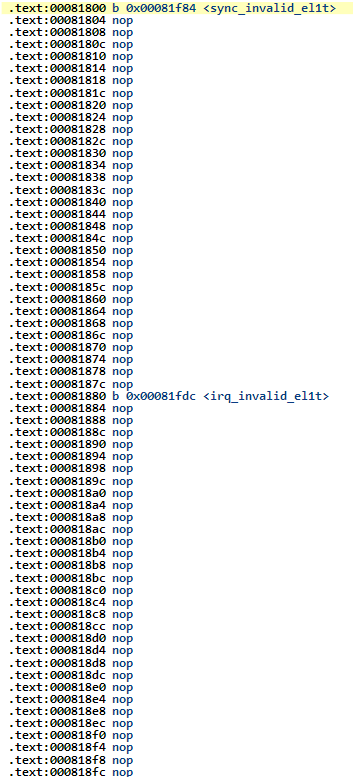 .text:00081800 b 0x00081f84 <sync_invalid_el1t>
.text:00081804 nop
.text:00081808 nop
.text:0008180c nop
.text:00081810 nop
.text:00081814 nop
.text:00081818 nop
.text:0008181c nop
.text:00081820 nop
.text:00081824 nop
.text:00081828 nop
.text:0008182c nop
.text:00081830 nop
.text:00081834 nop
.text:00081838 nop
.text:0008183c nop
.text:00081840 nop
.text:00081844 nop
.text:00081848 nop
.text:0008184c nop
.text:00081850 nop
.text:00081854 nop
.text:00081858 nop
.text:0008185c nop
.text:00081860 nop
.text:00081864 nop
.text:00081868 nop
.text:0008186c nop
.text:00081870 nop
.text:00081874 nop
.text:00081878 nop
.text:0008187c nop
.text:00081880 b 0x00081fdc <irq_invalid_el1t>
.text:00081884 nop
.text:00081888 nop
.text:0008188c nop
.text:00081890 nop
.text:00081894 nop
.text:00081898 nop
.text:0008189c nop
.text:000818a0 nop
.text:000818a4 nop
.text:000818a8 nop
.text:000818ac nop
.text:000818b0 nop
.text:000818b4 nop
.text:000818b8 nop
.text:000818bc nop
.text:000818c0 nop
.text:000818c4 nop
.text:000818c8 nop
.text:000818cc nop
.text:000818d0 nop
.text:000818d4 nop
.text:000818d8 nop
.text:000818dc nop
.text:000818e0 nop
.text:000818e4 nop
.text:000818e8 nop
.text:000818ec nop
.text:000818f0 nop
.text:000818f4 nop
.text:000818f8 nop
.text:000818fc nop